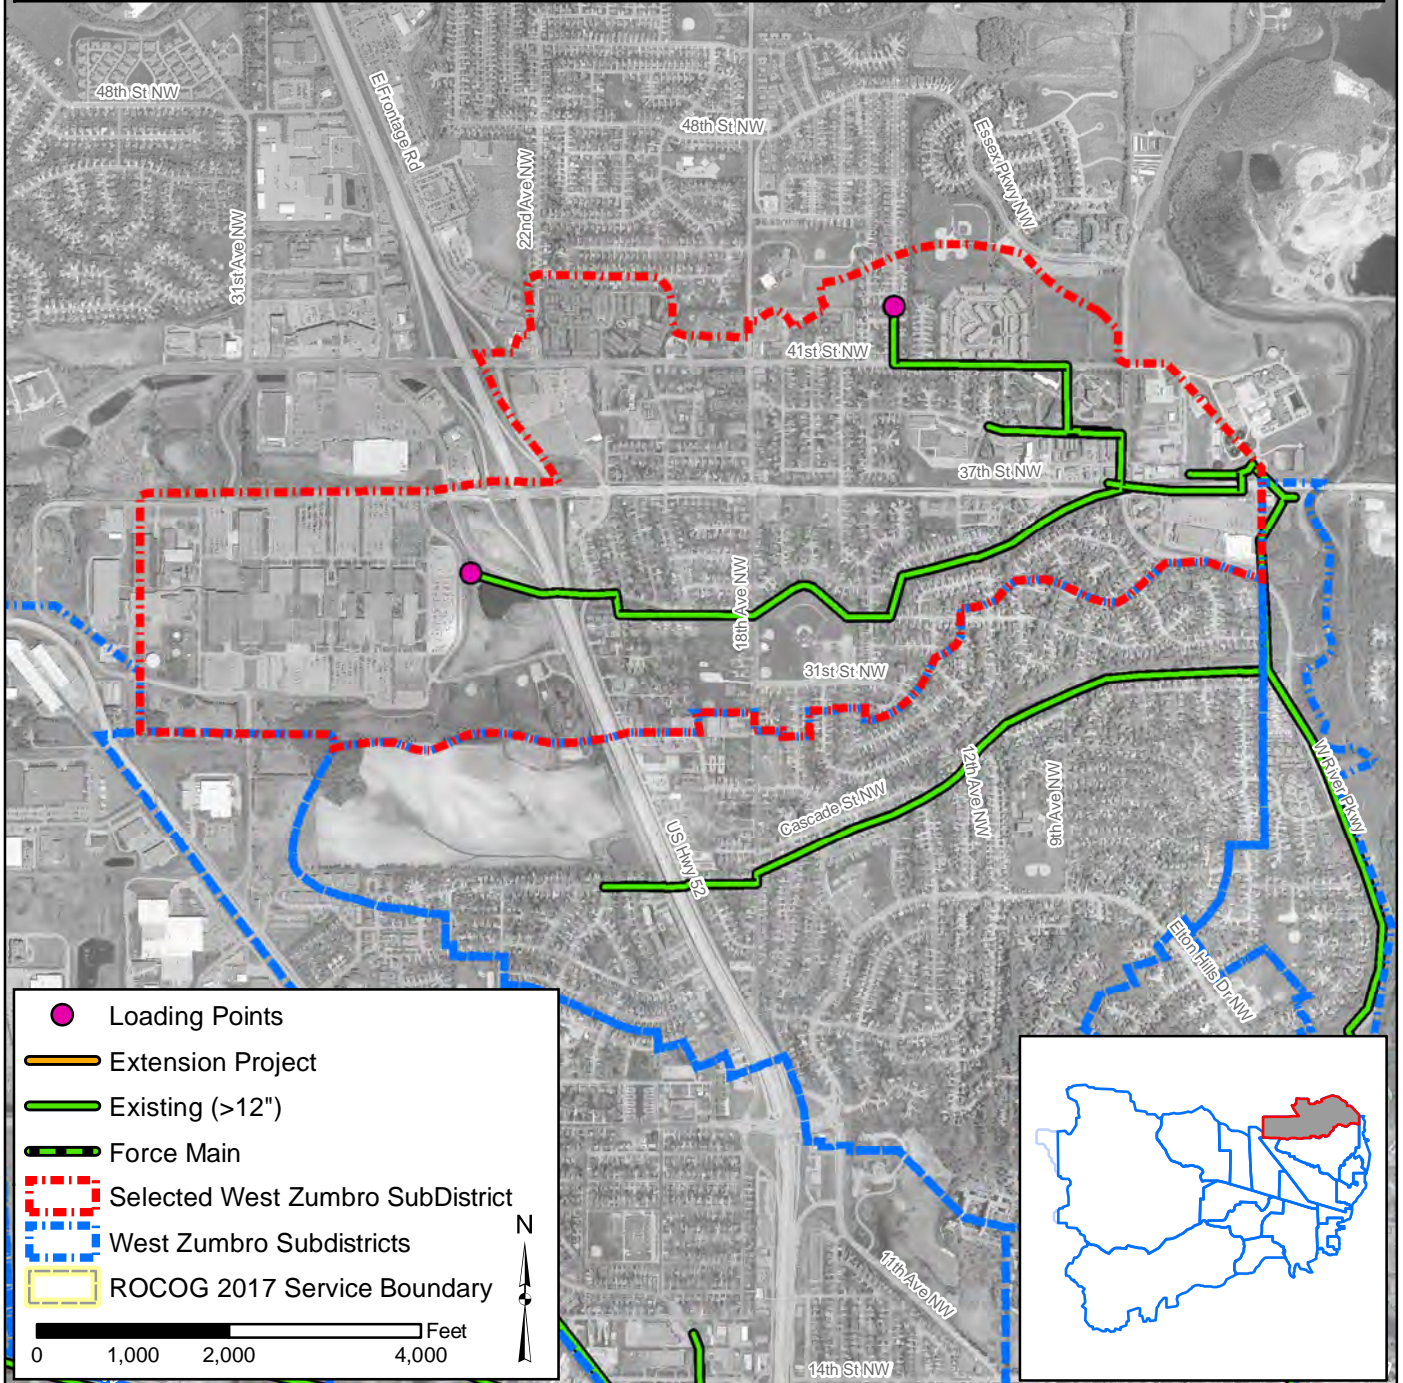 48th St NW
E Frontage Rd
48th St NW
Essex Pkwy NW
22nd Ave NW
31st Ave NW
41st St NW
37th St NW
18th Ave NW
31st St NW
12th Ave NW
9th Ave NW
W River Pkwy
Cascade St NW
US Hwy 52
Elton Hills Dr NW
11th Ave NW
14th St NW
Loading Points
Extension Project
Existing (>12")
Force Main
Selected West Zumbro SubDistrict
West Zumbro Subdistricts
ROCOG 2017 Service Boundary
N
Feet
0 1,000 2,000 4,000